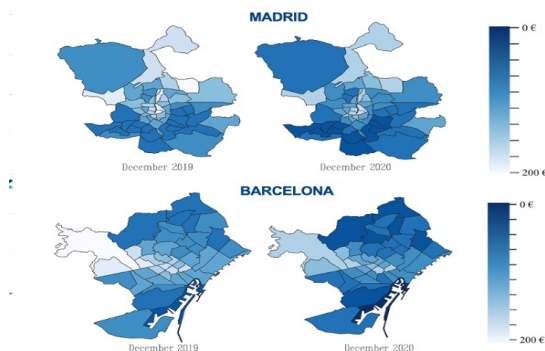 MADRID
0 €
200 €
December 2019
December 2020
BARCELONA
0 €
200 €
December 2019
December 2020